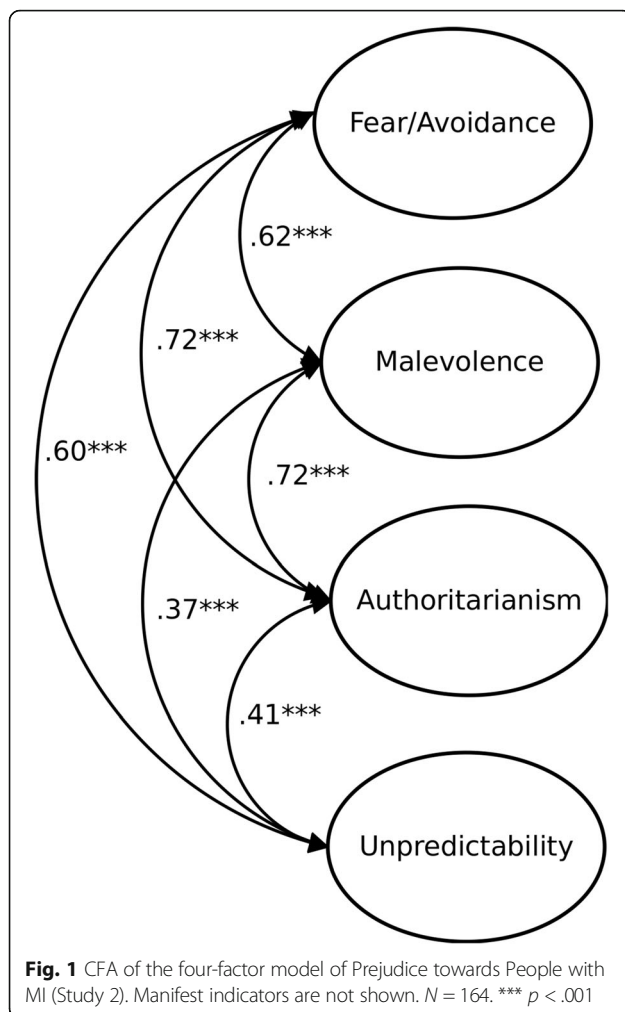 Fear/Avoidance
.62***
.72***
Malevolence
.60***
.72***
Authoritarianism
.37***
.41***
Unpredictability
Fig. 1 CFA of the four-factor model of Prejudice towards People with
MI (Study 2). Manifest indicators are not shown. N = 164. *** p < .001